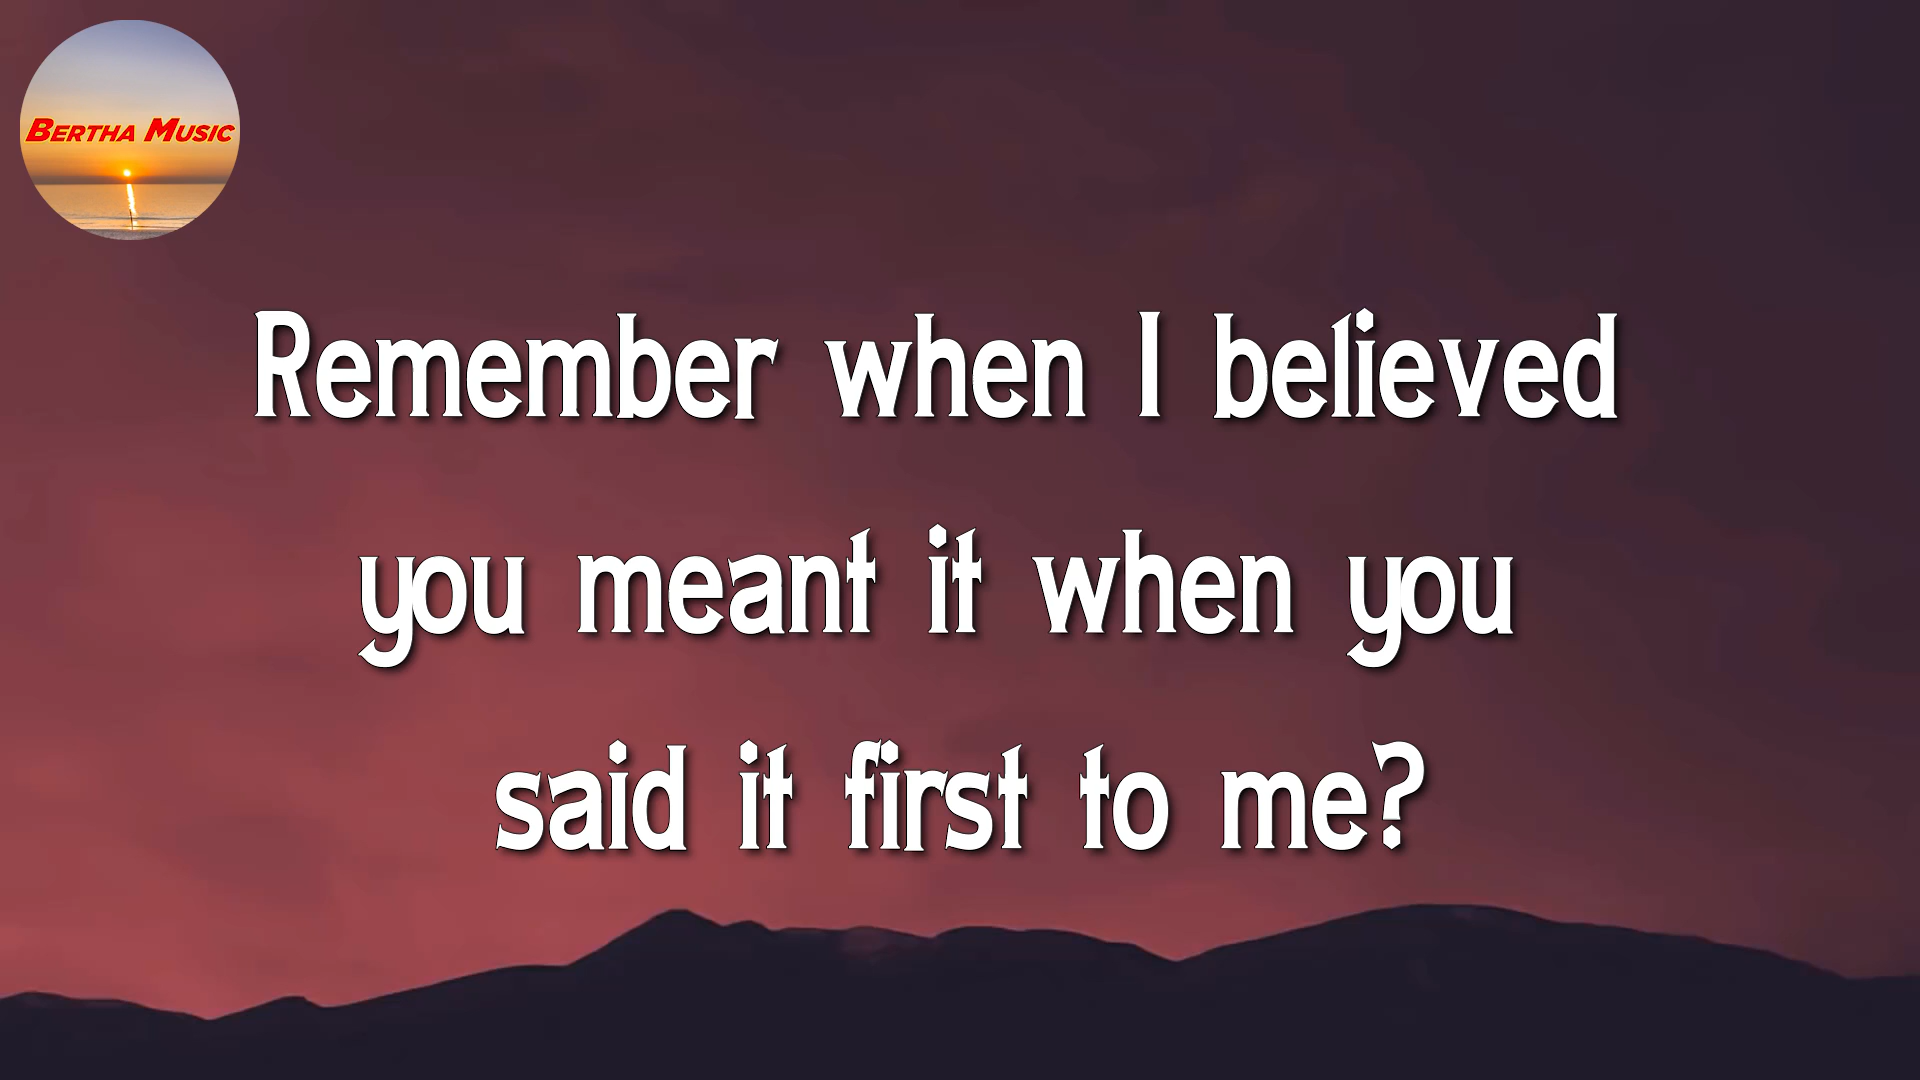 BERTHA MUSIC
Remember when I believed
you meant it when you
said it first to me?